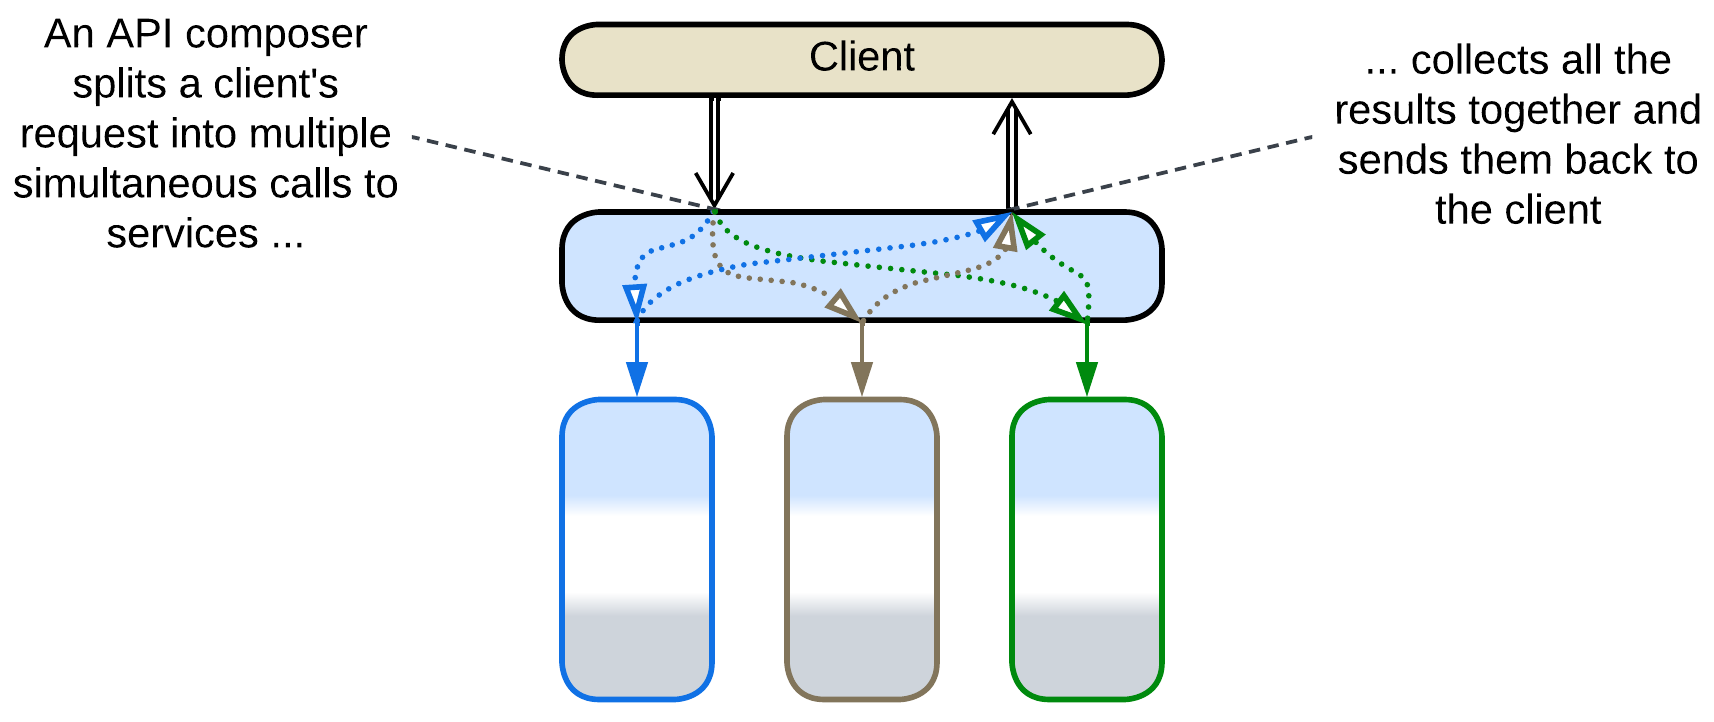 An API composer
splits a client's
request into multiple
simultaneous calls to
services ...
Client
... collects all the
results together and
sends them back to
the client